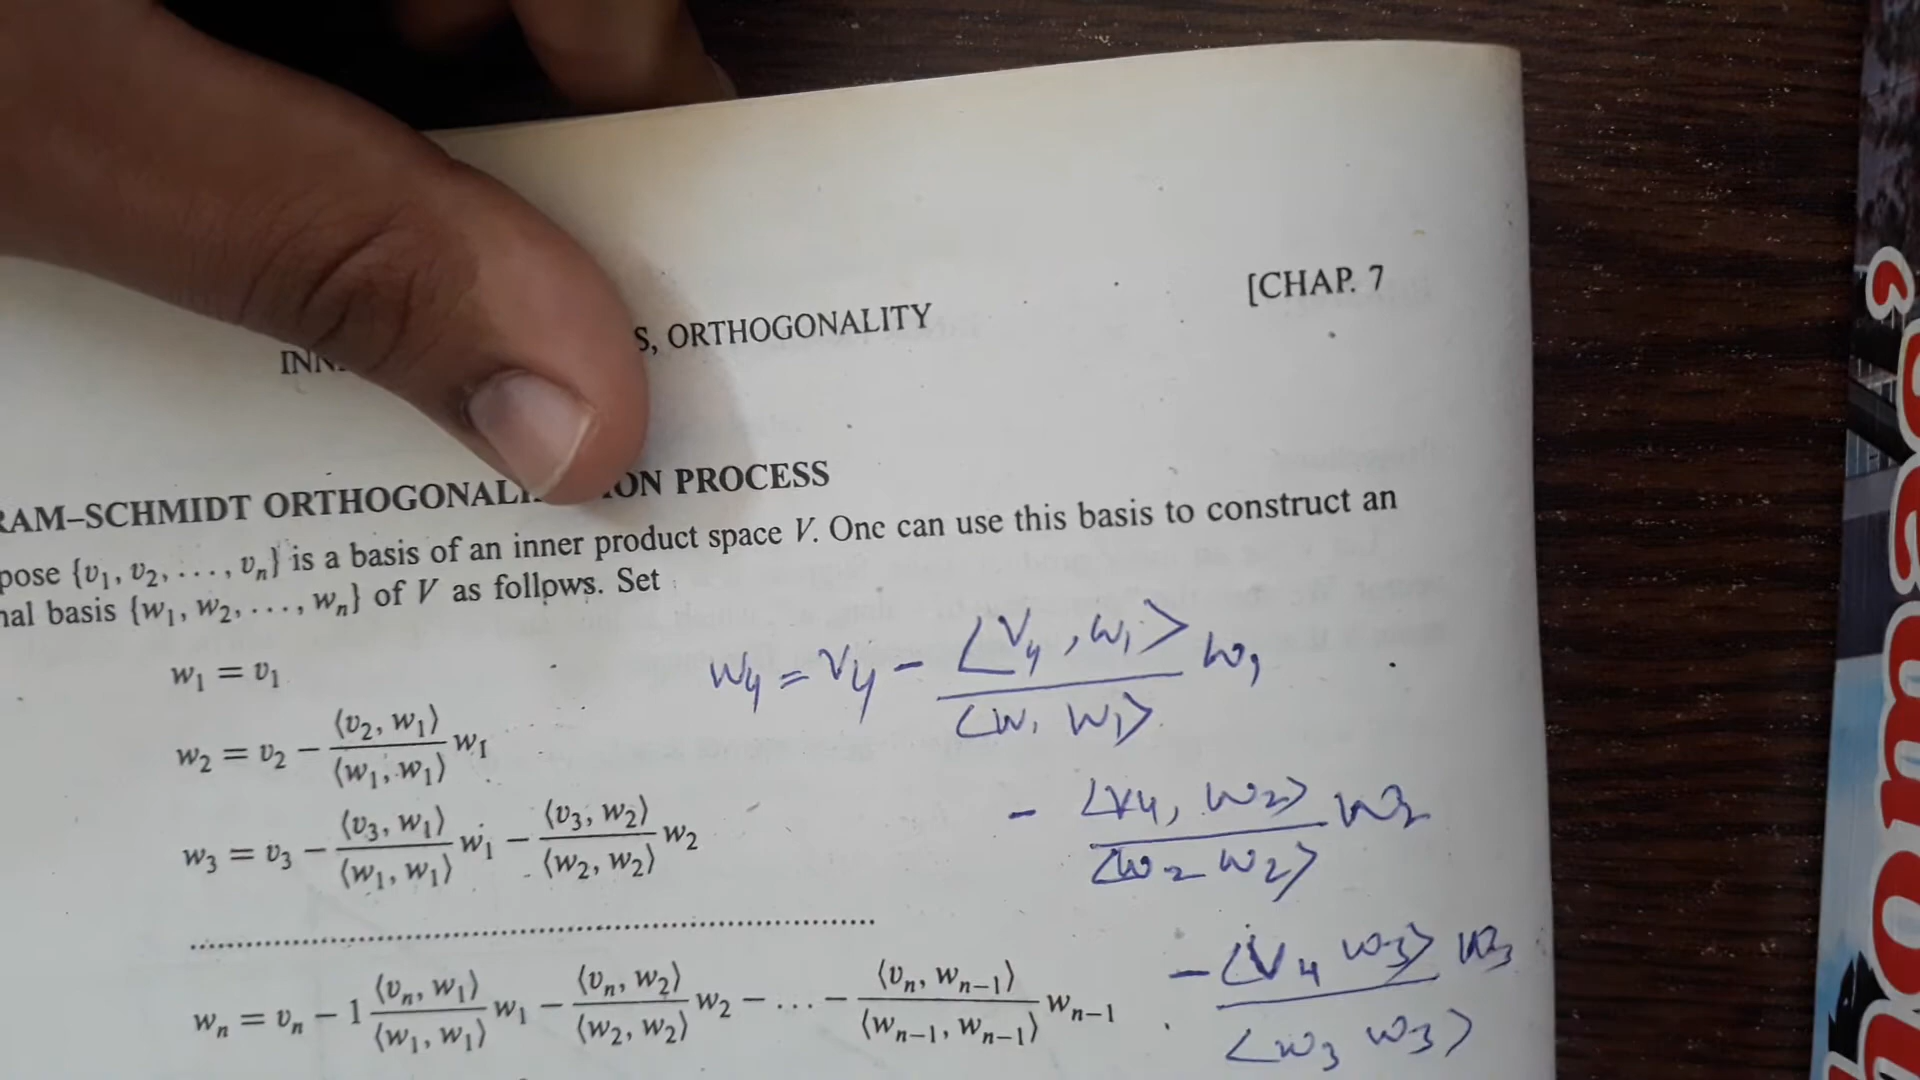 S, ORTHOGONALITY
[CHAP. 7
RAM–SCHMIDT ORTHOGONALI ION PROCESS
pose {v₁, v₂, . . . , vₙ} is a basis of an inner product space V. One can use this basis to construct an
nal basis {w₁, w₂, . . . , wₙ} of V as follows. Set
w₁ = v₁
w₂ = v₂ − ⟨v₂, w₁⟩/⟨w₁, w₁⟩ w₁
w₃ = v₃ − ⟨v₃, w₁⟩/⟨w₁, w₁⟩ w₁ − ⟨v₃, w₂⟩/⟨w₂, w₂⟩ w₂
wₙ = vₙ − 1 ⟨vₙ, w₁⟩/⟨w₁, w₁⟩ w₁ − ⟨vₙ, w₂⟩/⟨w₂, w₂⟩ w₂ − . . . − ⟨vₙ, wₙ₋₁⟩/⟨wₙ₋₁, wₙ₋₁⟩ wₙ₋₁
w₄ = v₄ − <v₄, w₁>/<w₁ w₁> w₁
− <v₄, w₂>/<w₂ w₂> w₂
− <v₄ w₃>/<w₃ w₃> w₃